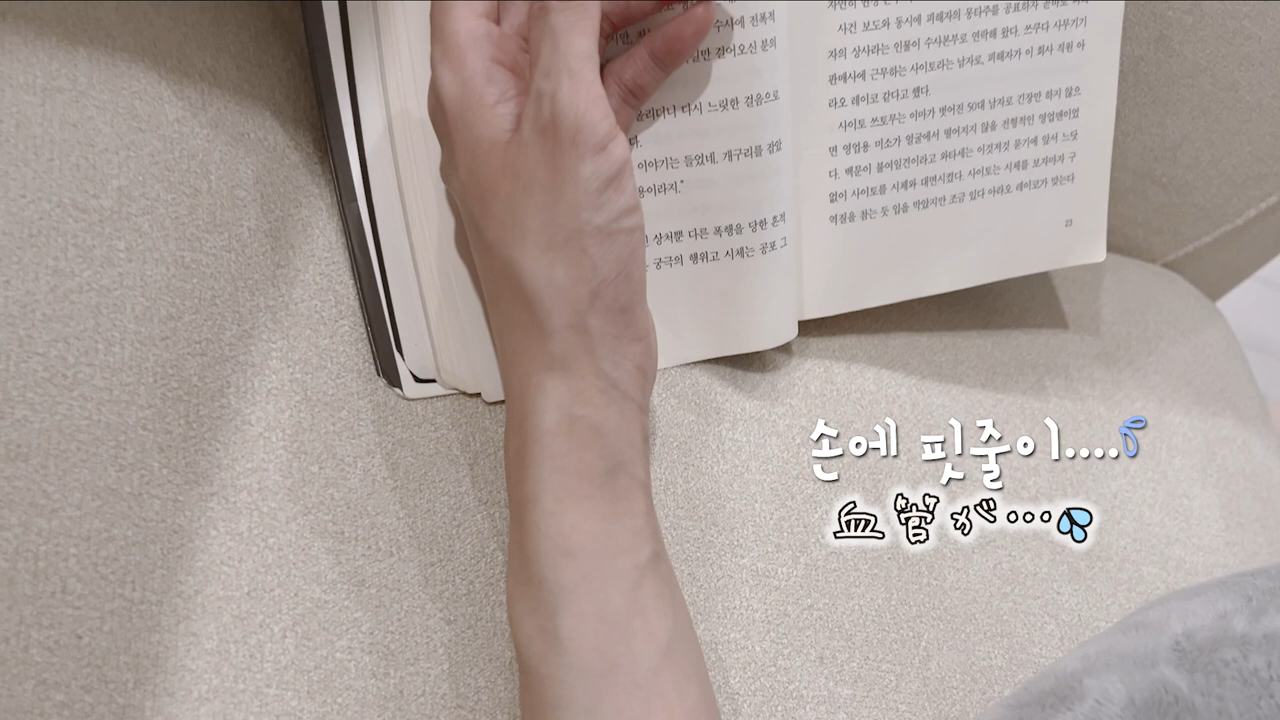 수사에 전폭적
걸어오신 분의
다시 느릿한 걸음으로
다.
이야기는 들었네. 개구리를 잡았
용이라지."
상처뿐 다른 폭행을 당한 흔적
궁극의 행위고 시체는 공포 그
사건 보도와 동시에 피해자의 몽타주를 공표하자
자의 상사라는 인물이 수사본부로 연락해 왔다. 쓰루다 사무기기
판매사에 근무하는 사이토라는 남자로, 피해자가 이 회사 직원 아
라오 레이코 같다고 했다.
사이토 쓰토무는 이마가 벗어진 50대 남자로 긴장만 하지 않으
면 영업용 미소가 얼굴에서 떨어지지 않을 전형적인 영업맨이었
다. 백문이 불여일견이라고 와타세는 이것저것 묻기에 앞서 느닷
없이 사이토를 시체와 대면시켰다. 사이토는 시체를 보자마자 구
역질을 참는 듯 입을 막았지만 조금 있다 아라오 레이코가 맞는다
23
손에 핏줄이....
血管が...